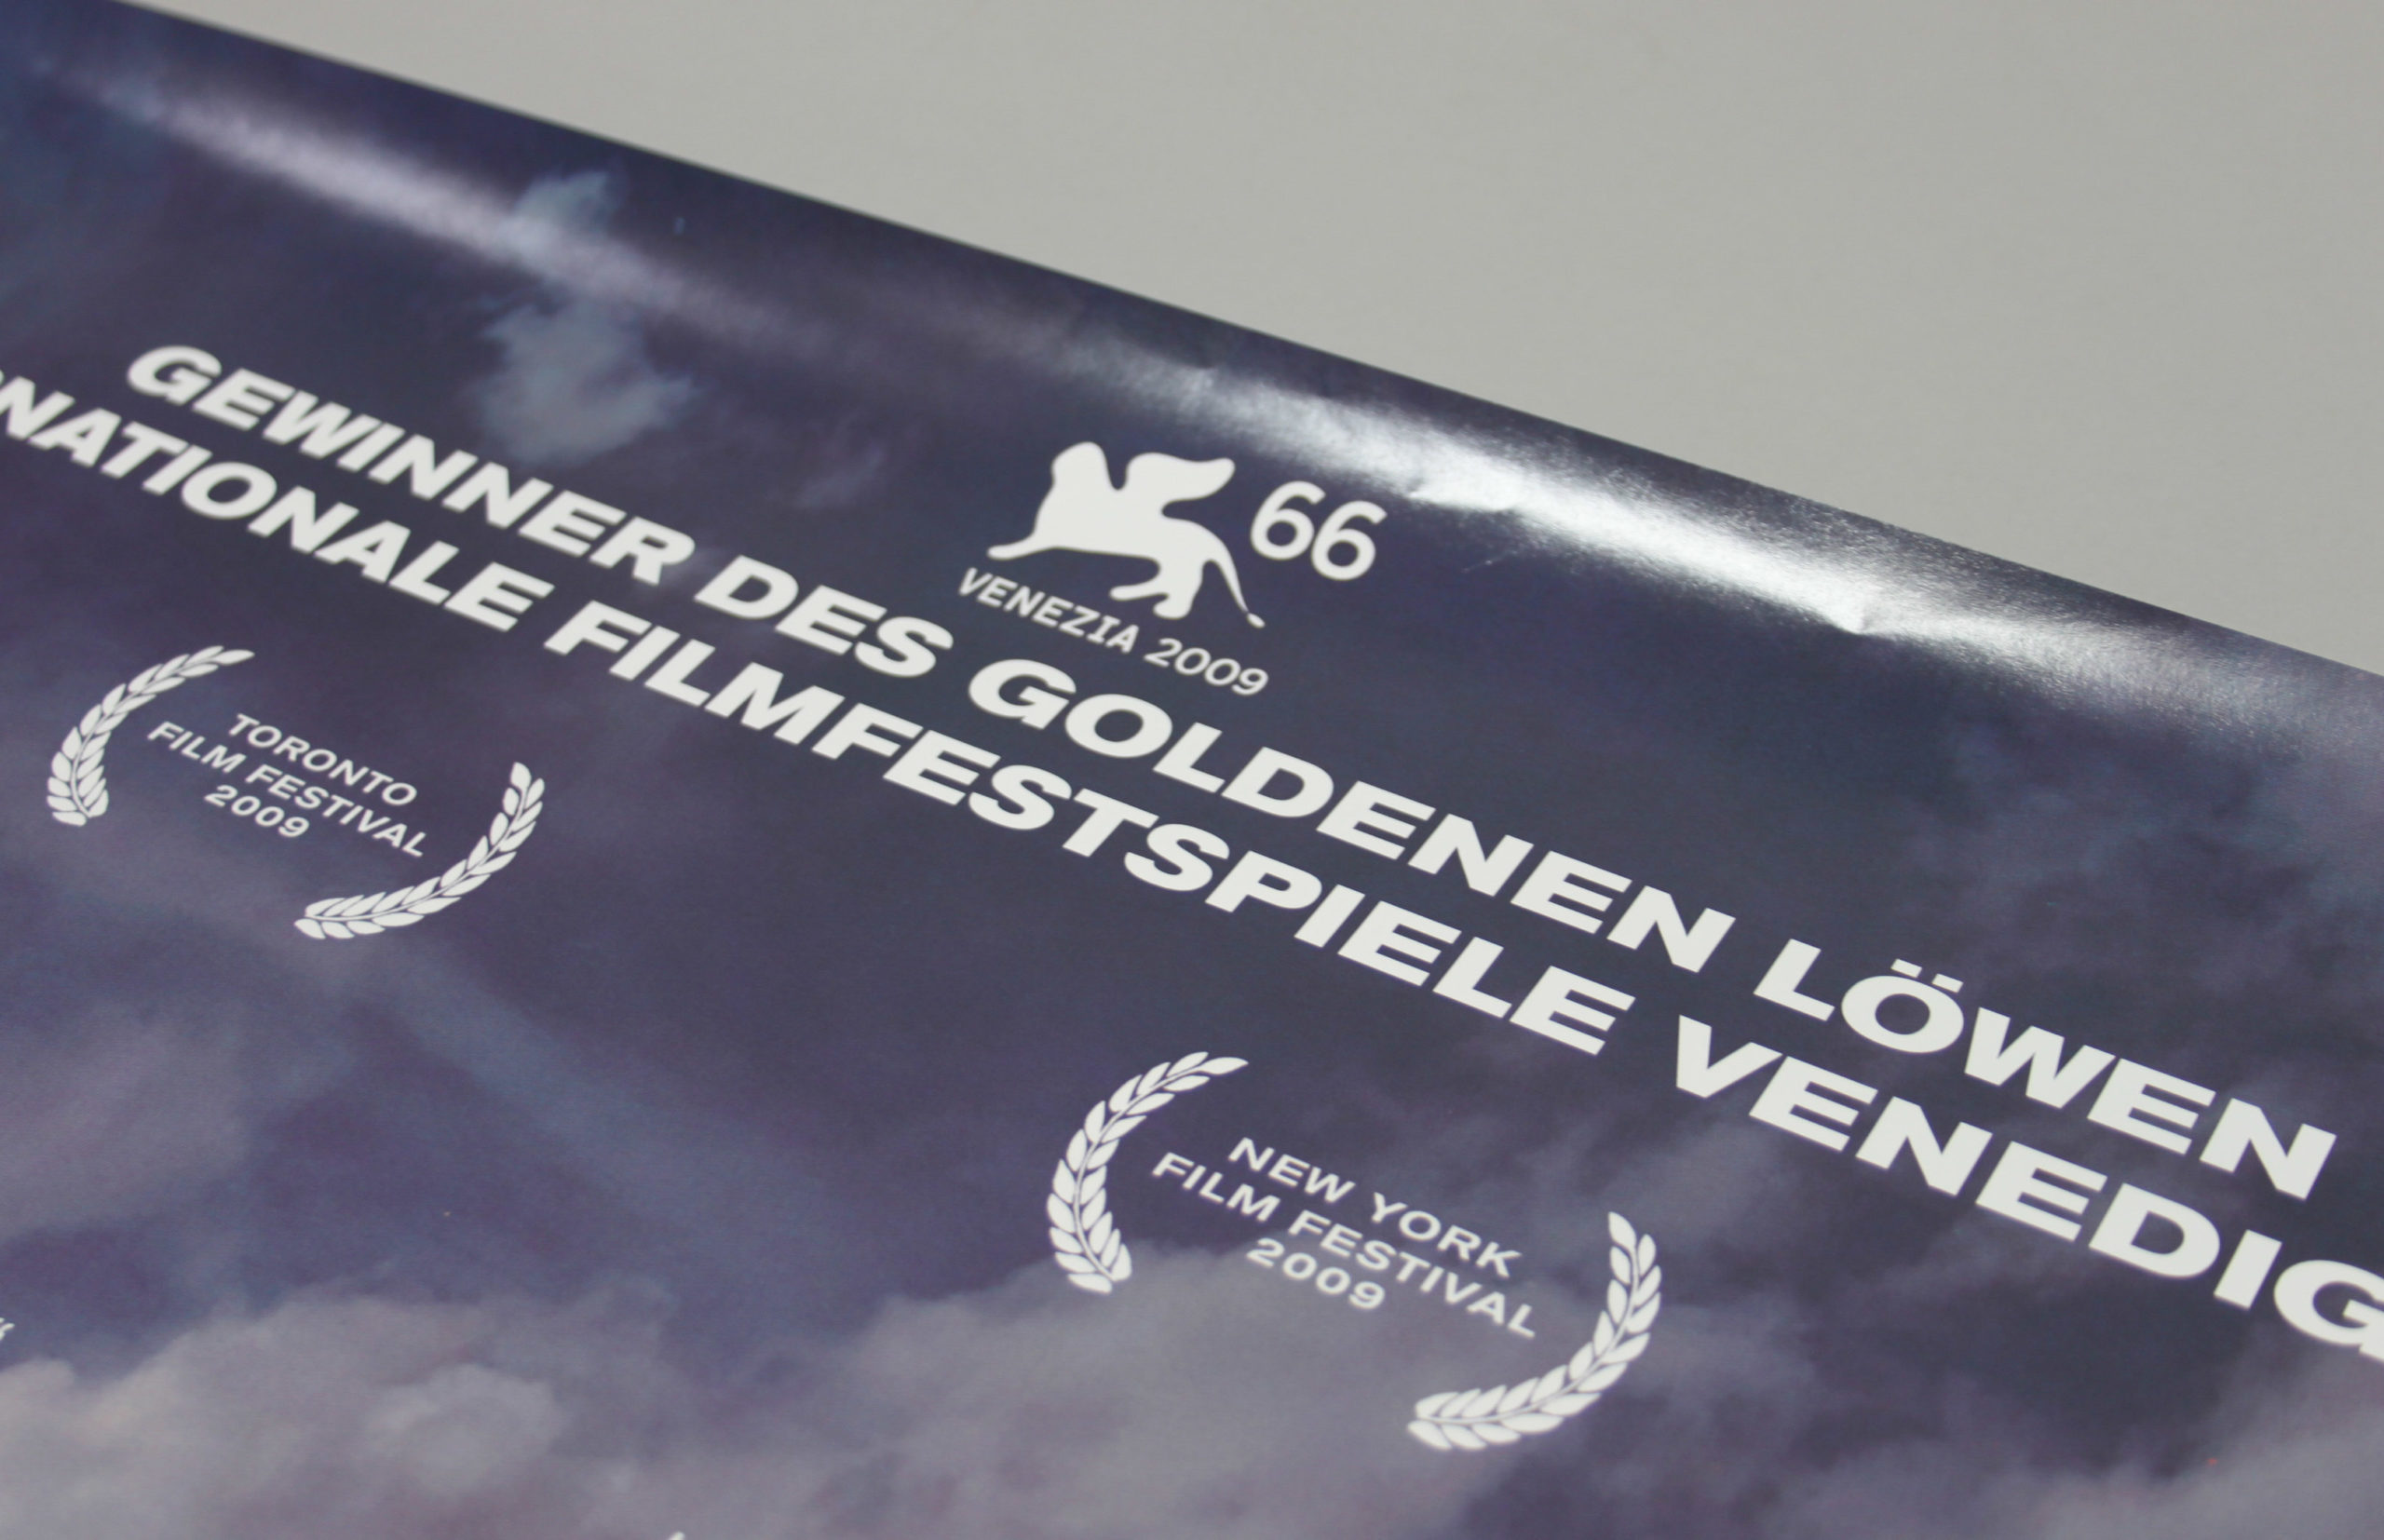 66
VENEZIA 2009
GEWINNER DES GOLDENEN LÖWEN
NATIONALE FILMFESTSPIELE VENEDIG
TORONTO
FILM FESTIVAL
2009
NEW YORK
FILM FESTIVAL
2009